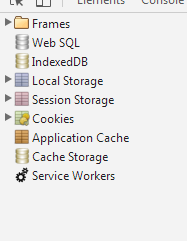 Elements Console
Frames
Web SQL
IndexedDB
Local Storage
Session Storage
Cookies
Application Cache
Cache Storage
Service Workers